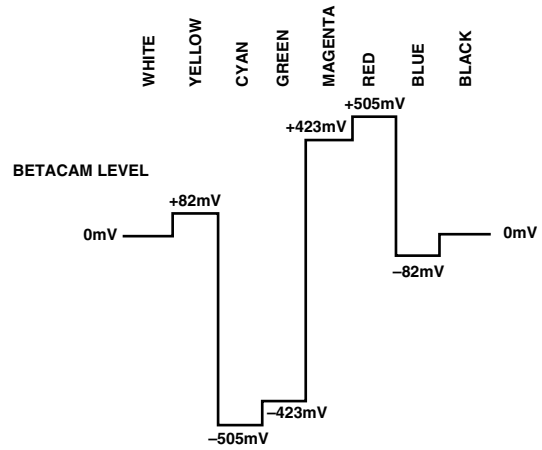 WHITE
YELLOW
CYAN
GREEN
MAGENTA
RED
BLUE
BLACK
+505mV
+423mV
BETACAM LEVEL
+82mV
0mV
0mV
–82mV
–423mV
–505mV